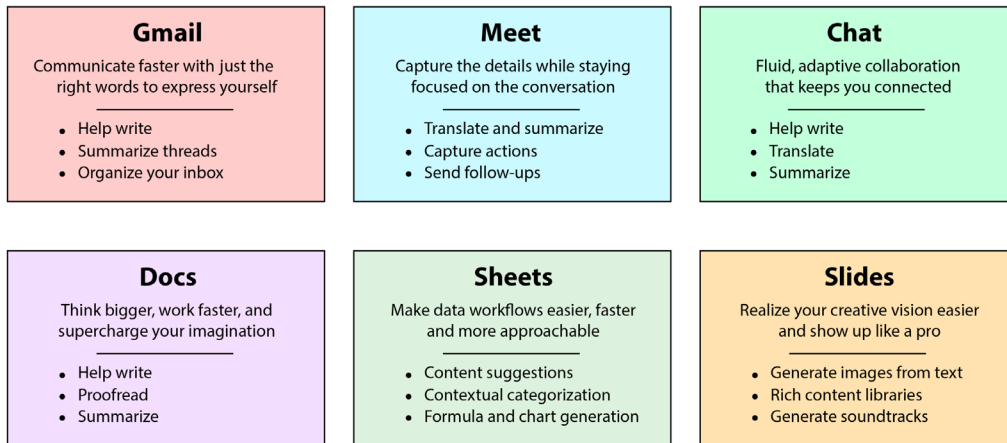 Gmail
Communicate faster with just the
right words to express yourself
• Help write
• Summarize threads
• Organize your inbox
Meet
Capture the details while staying
focused on the conversation
• Translate and summarize
• Capture actions
• Send follow-ups
Chat
Fluid, adaptive collaboration
that keeps you connected
• Help write
• Translate
• Summarize
Docs
Think bigger, work faster, and
supercharge your imagination
• Help write
• Proofread
• Summarize
Sheets
Make data workflows easier, faster
and more approachable
• Content suggestions
• Contextual categorization
• Formula and chart generation
Slides
Realize your creative vision easier
and show up like a pro
• Generate images from text
• Rich content libraries
• Generate soundtracks